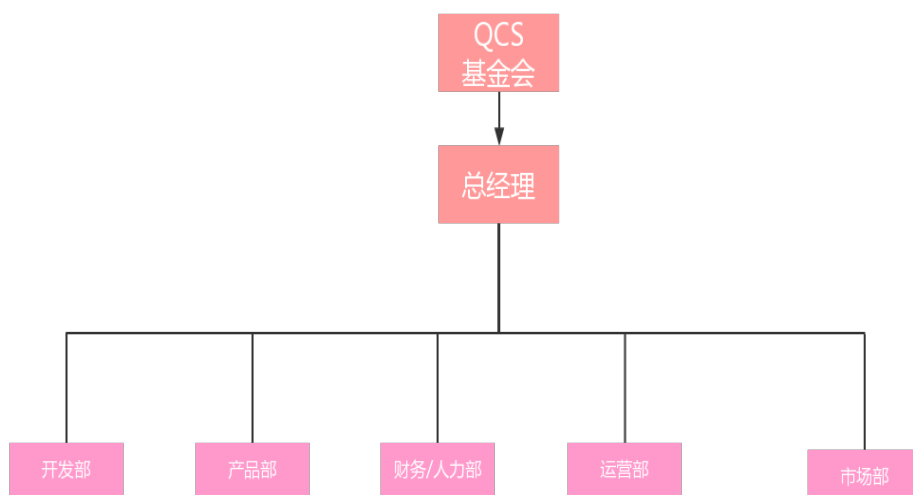 QCS
基金会
总经理
开发部
产品部
财务/人力部
运营部
市场部